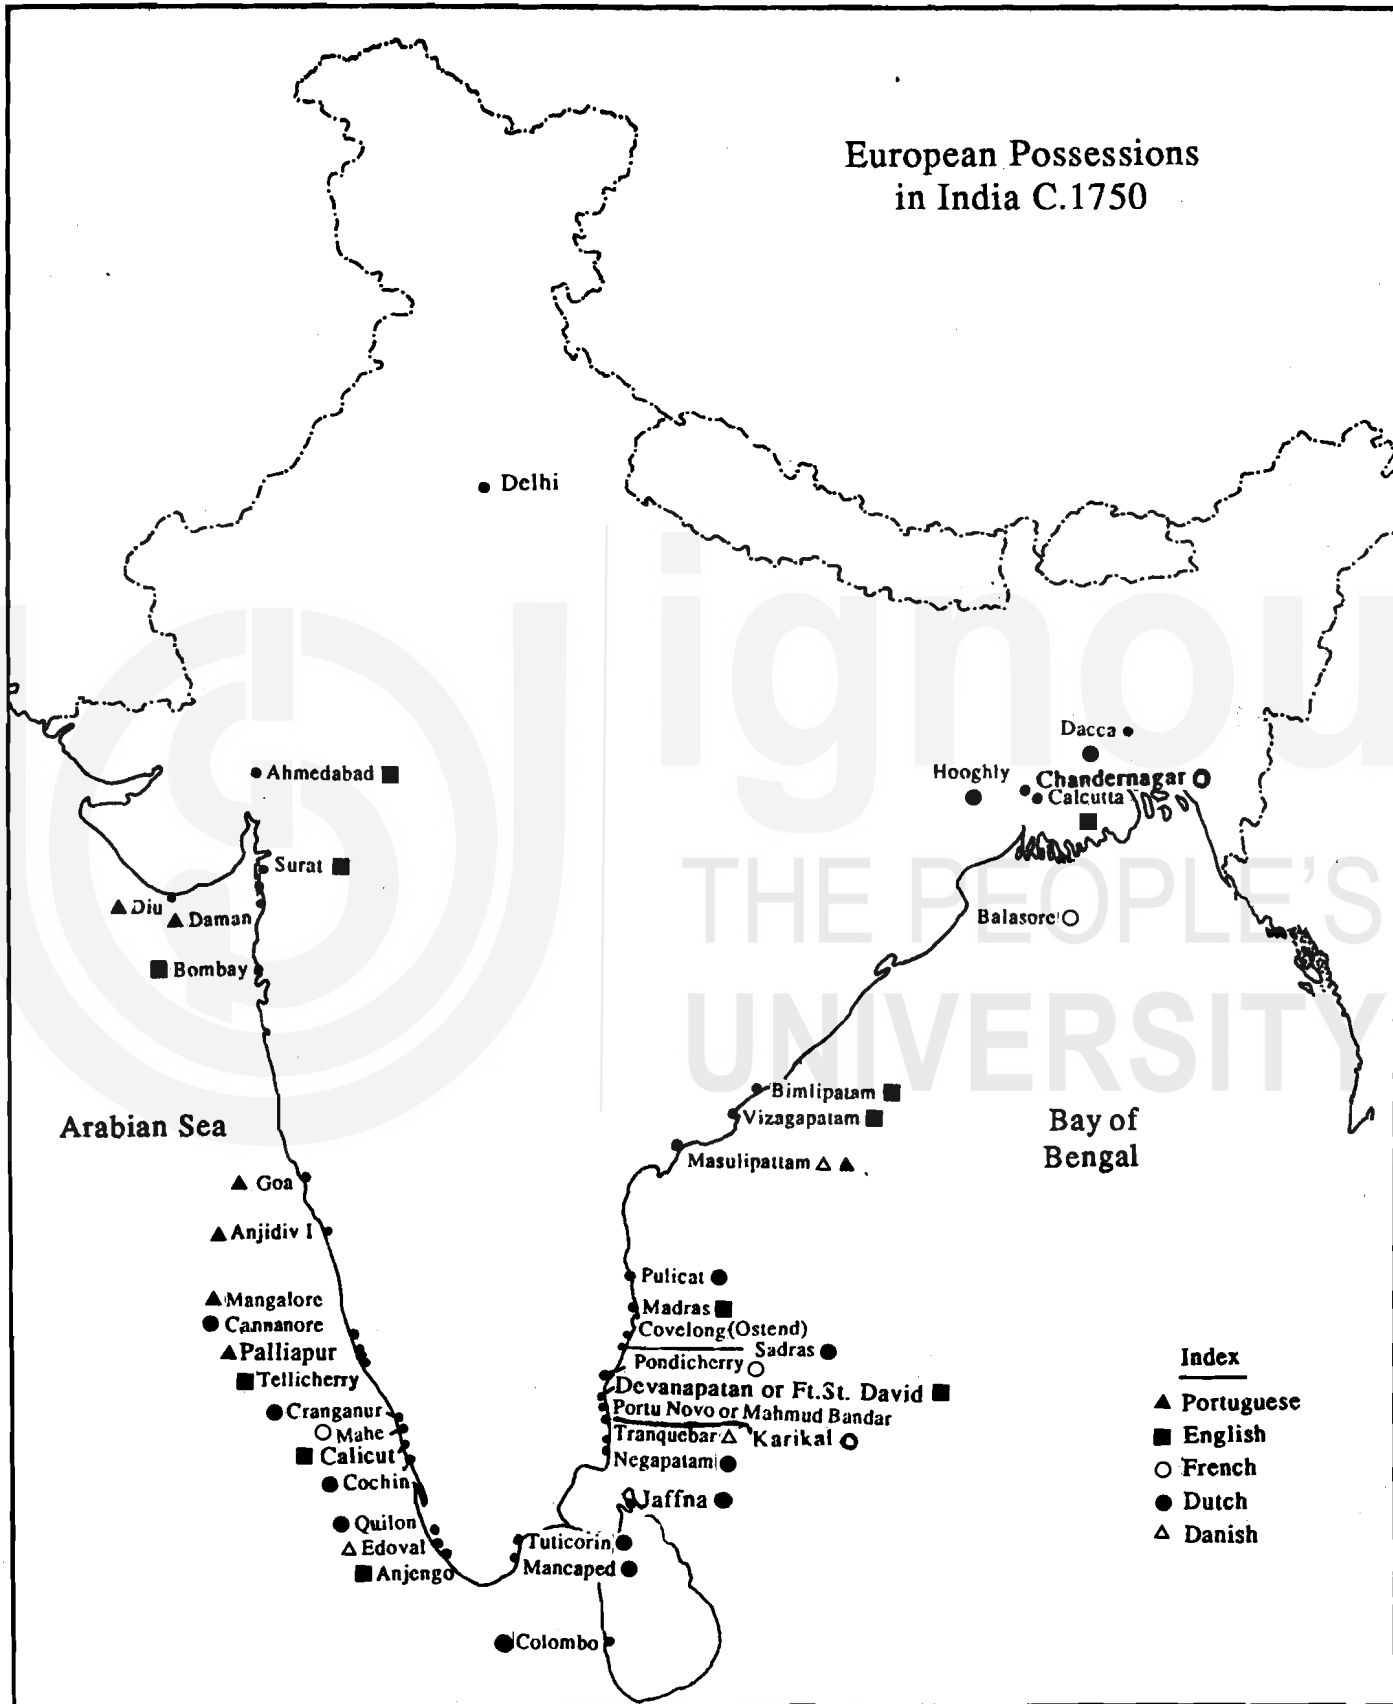 European Possessions
in India C.1750
Delhi
ignou
THE PEOPLE'S
UNIVERSITY
Dacca
Hooghly
Chandernagar
Calcutta
Ahmedabad
Surat
Diu
Daman
Balasore
Bombay
Bimlipatam
Vizagapatam
Masulipattam
Arabian Sea
Bay of
Bengal
Goa
Anjidiv I
Mangalore
Cannanore
Palliapur
Tellicherry
Cranganur
Mahe
Calicut
Cochin
Quilon
Edoval
Anjengo
Pulicat
Madras
Covelong(Ostend)
Sadras
Pondicherry
Devanapatan or Ft.St. David
Portu Novo or Mahmud Bandar
Tranquebar
Karikal
Negapatam
Jaffna
Tuticorin
Mancaped
Colombo
Index
Portuguese
English
French
Dutch
Danish